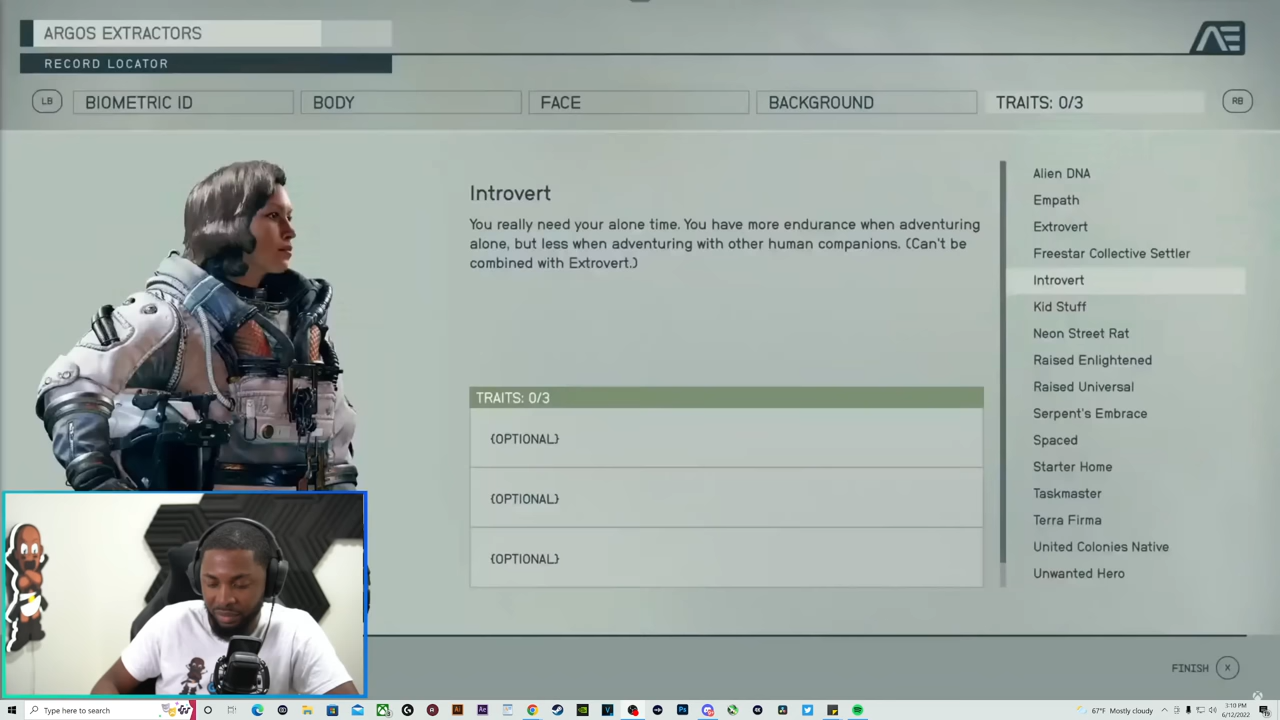 ARGOS EXTRACTORS
AE
RECORD LOCATOR
LB
BIOMETRIC ID
BODY
FACE
BACKGROUND
TRAITS: 0/3
RB
Introvert
You really need your alone time. You have more endurance when adventuring
alone, but less when adventuring with other human companions. (Can't be
combined with Extrovert.)
TRAITS: 0/3
{OPTIONAL}
{OPTIONAL}
{OPTIONAL}
Alien DNA
Empath
Extrovert
Freestar Collective Settler
Introvert
Kid Stuff
Neon Street Rat
Raised Enlightened
Raised Universal
Serpent's Embrace
Spaced
Starter Home
Taskmaster
Terra Firma
United Colonies Native
Unwanted Hero
FINISH X
Type here to search
67°F Mostly cloudy
3:10 PM
6/12/2022